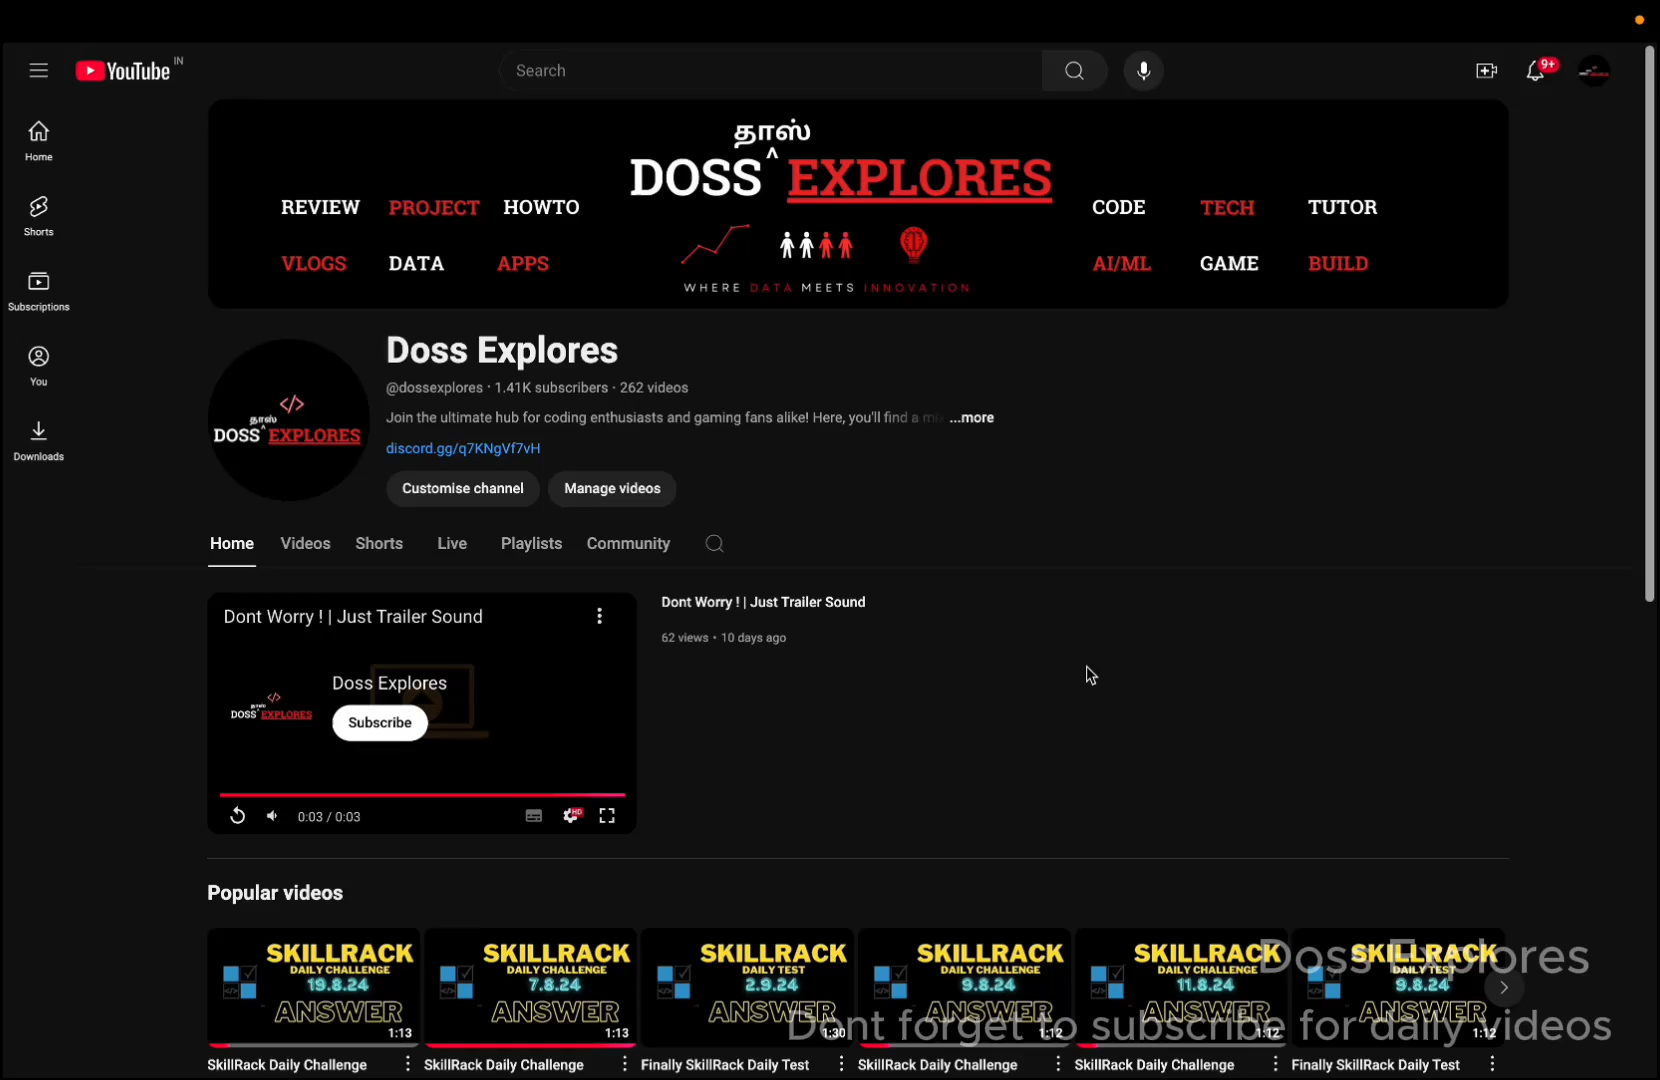 YouTube IN
Search
9+
Home
Shorts
Subscriptions
You
Downloads
தாஸ்
DOSS ^ EXPLORES
REVIEW PROJECT HOWTO
VLOGS DATA APPS
CODE TECH TUTOR
AI/ML GAME BUILD
WHERE DATA MEETS INNOVATION
</>
தாஸ்
DOSS ^ EXPLORES
Doss Explores
@dossexplores · 1.41K subscribers · 262 videos
Join the ultimate hub for coding enthusiasts and gaming fans alike! Here, you'll find a ...more
discord.gg/q7KNgVf7vH
Customise channel Manage videos
Home Videos Shorts Live Playlists Community
Dont Worry ! | Just Trailer Sound
</>
DOSS EXPLORES
Doss Explores
Subscribe
0:03 / 0:03
HD
Dont Worry ! | Just Trailer Sound
62 views · 10 days ago
Popular videos
SKILLRACK
DAILY CHALLENGE
19.8.24
ANSWER
1:13
SkillRack Daily Challenge
SKILLRACK
DAILY CHALLENGE
7.8.24
ANSWER
1:13
SkillRack Daily Challenge
SKILLRACK
DAILY TEST
2.9.24
ANSWER
1:30
Finally SkillRack Daily Test
SKILLRACK
DAILY CHALLENGE
9.8.24
ANSWER
1:12
SkillRack Daily Challenge
SKILLRACK
DAILY CHALLENGE
11.8.24
ANSWER
1:12
SkillRack Daily Challenge
SKILLRACK
DAILY TEST
9.8.24
ANSWER
1:12
Finally SkillRack Daily Test
Doss Explores
Dont forget to subscribe for daily videos